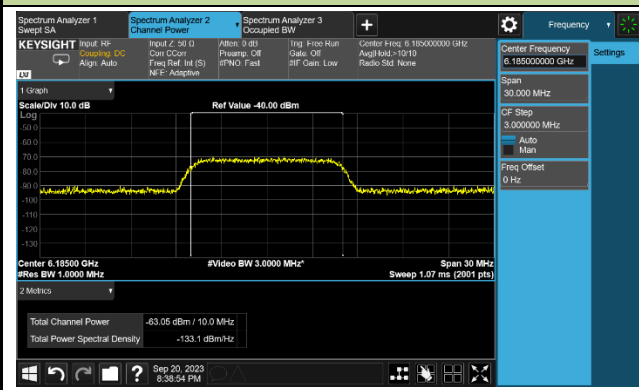 Spectrum Analyzer 1
Swept SA
Spectrum Analyzer 2
Channel Power
Spectrum Analyzer 3
Occupied BW
Frequency
KEYSIGHT
Input: RF
Coupling: DC
Align: Auto
Input Z: 50 Ω
Corr CCorr
Freq Ref: Int (S)
NFE: Adaptive
Atten: 0 dB
Preamp: Off
#PNO: Fast
Trig: Free Run
Gate: Off
#IF Gain: Low
Center Freq: 6.185000000 GHz
Avg|Hold:>10/10
Radio Std: None
LXI
1 Graph
Scale/Div 10.0 dB
Ref Value -40.00 dBm
Log
-50.0
-60.0
-70.0
-80.0
-90.0
-100
-110
-120
-130
Center 6.18500 GHz
#Res BW 1.0000 MHz
#Video BW 3.0000 MHz*
Span 30 MHz
Sweep 1.07 ms (2001 pts)
2 Metrics
Total Channel Power
-63.05 dBm / 10.0 MHz
Total Power Spectral Density
-133.1 dBm/Hz
Sep 20, 2023
8:38:54 PM
Center Frequency
6.185000000 GHz
Settings
Span
30.000 MHz
CF Step
3.000000 MHz
Auto
Man
Freq Offset
0 Hz